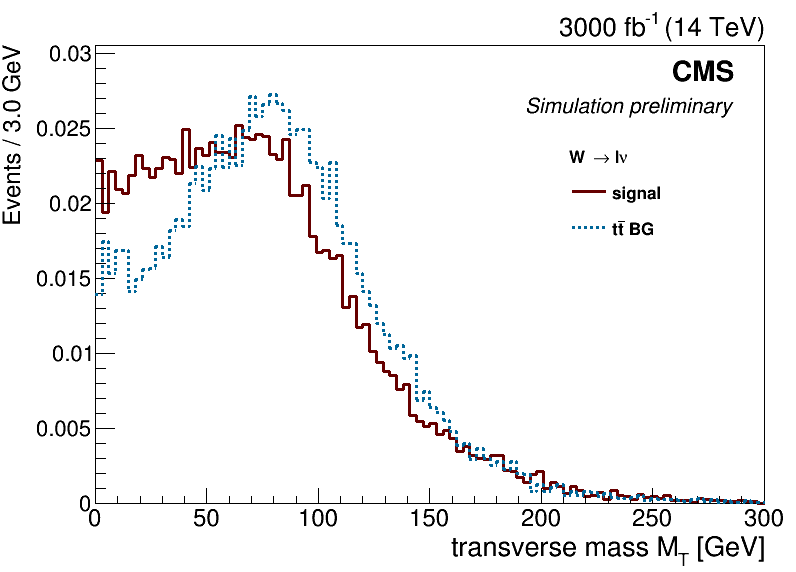 3000 fb⁻¹ (14 TeV)
Events / 3.0 GeV
0.03
0.025
0.02
0.015
0.01
0.005
0
CMS
Simulation preliminary
W → lν
signal
tt̄ BG
0 50 100 150 200 250 300
transverse mass M_T [GeV]